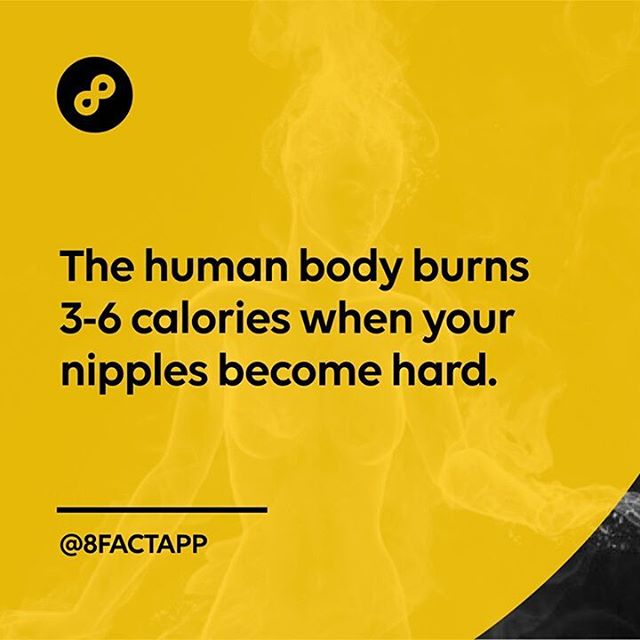 The human body burns
3-6 calories when your
nipples become hard.
@8FACTAPP